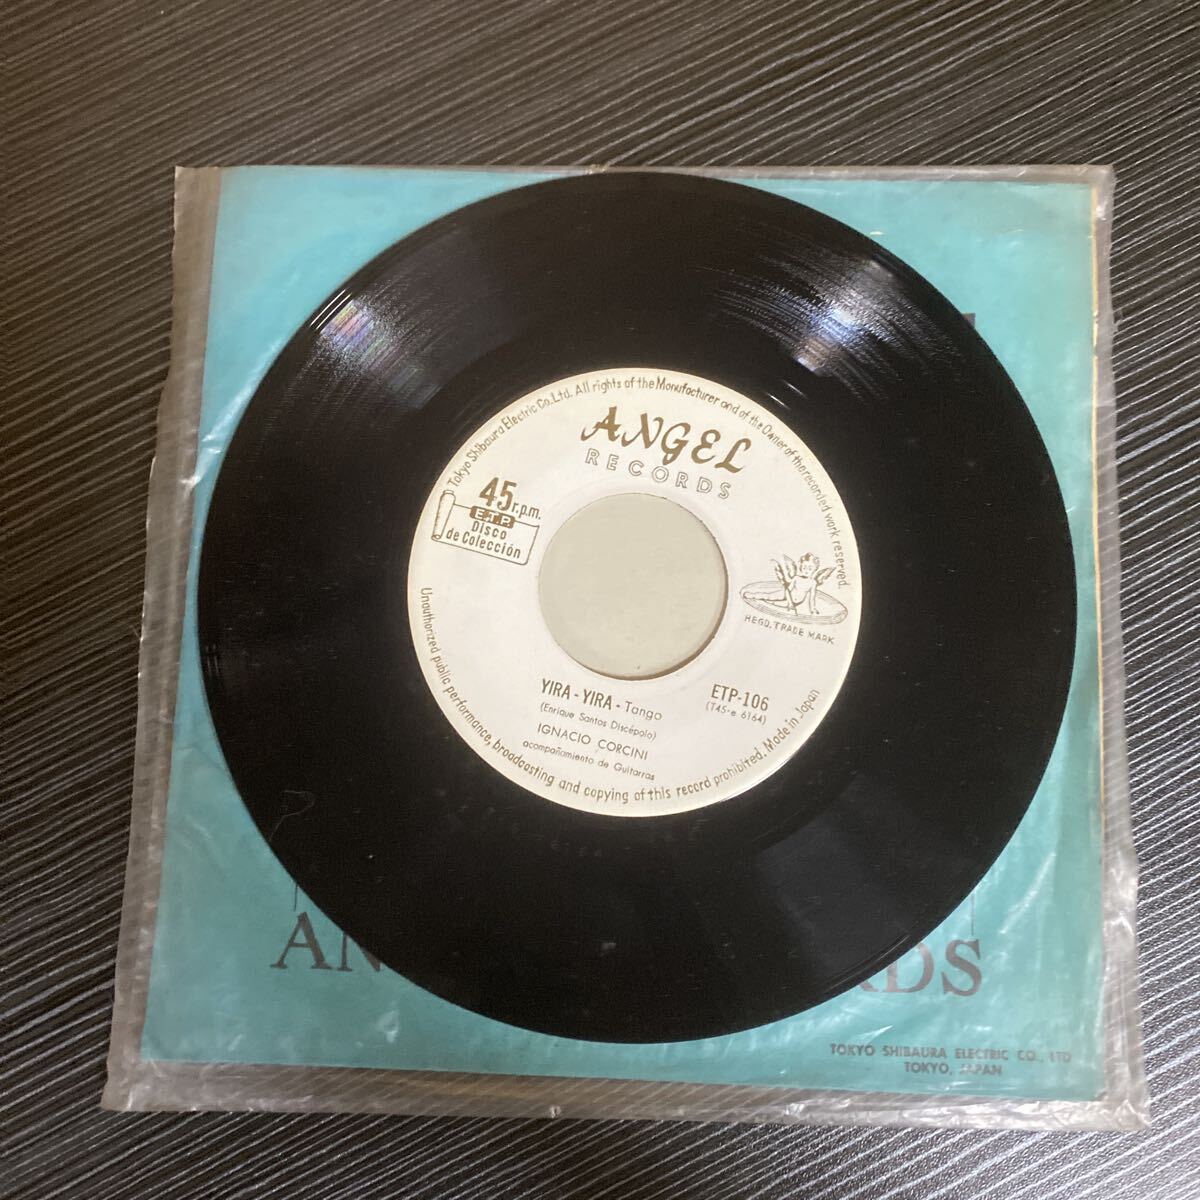 Tokyo Shibaura Electric Co. Ltd. All rights of the Manufacturer and of the Owner of the recorded work reserved.
ANGEL
RECORDS
45 r.p.m.
E.T.P.
Disco
de Colección
REGD. TRADE MARK
YIRA - YIRA - Tango
(Enrique Santos Discépolo)
IGNACIO CORCINI
acompañamiento de Guitarras
ETP-106
(T45-e 6164)
Unauthorized public performance, broadcasting and copying of this record prohibited. Made in Japan
TOKYO SHIBAURA ELECTRIC CO., LTD
TOKYO, JAPAN